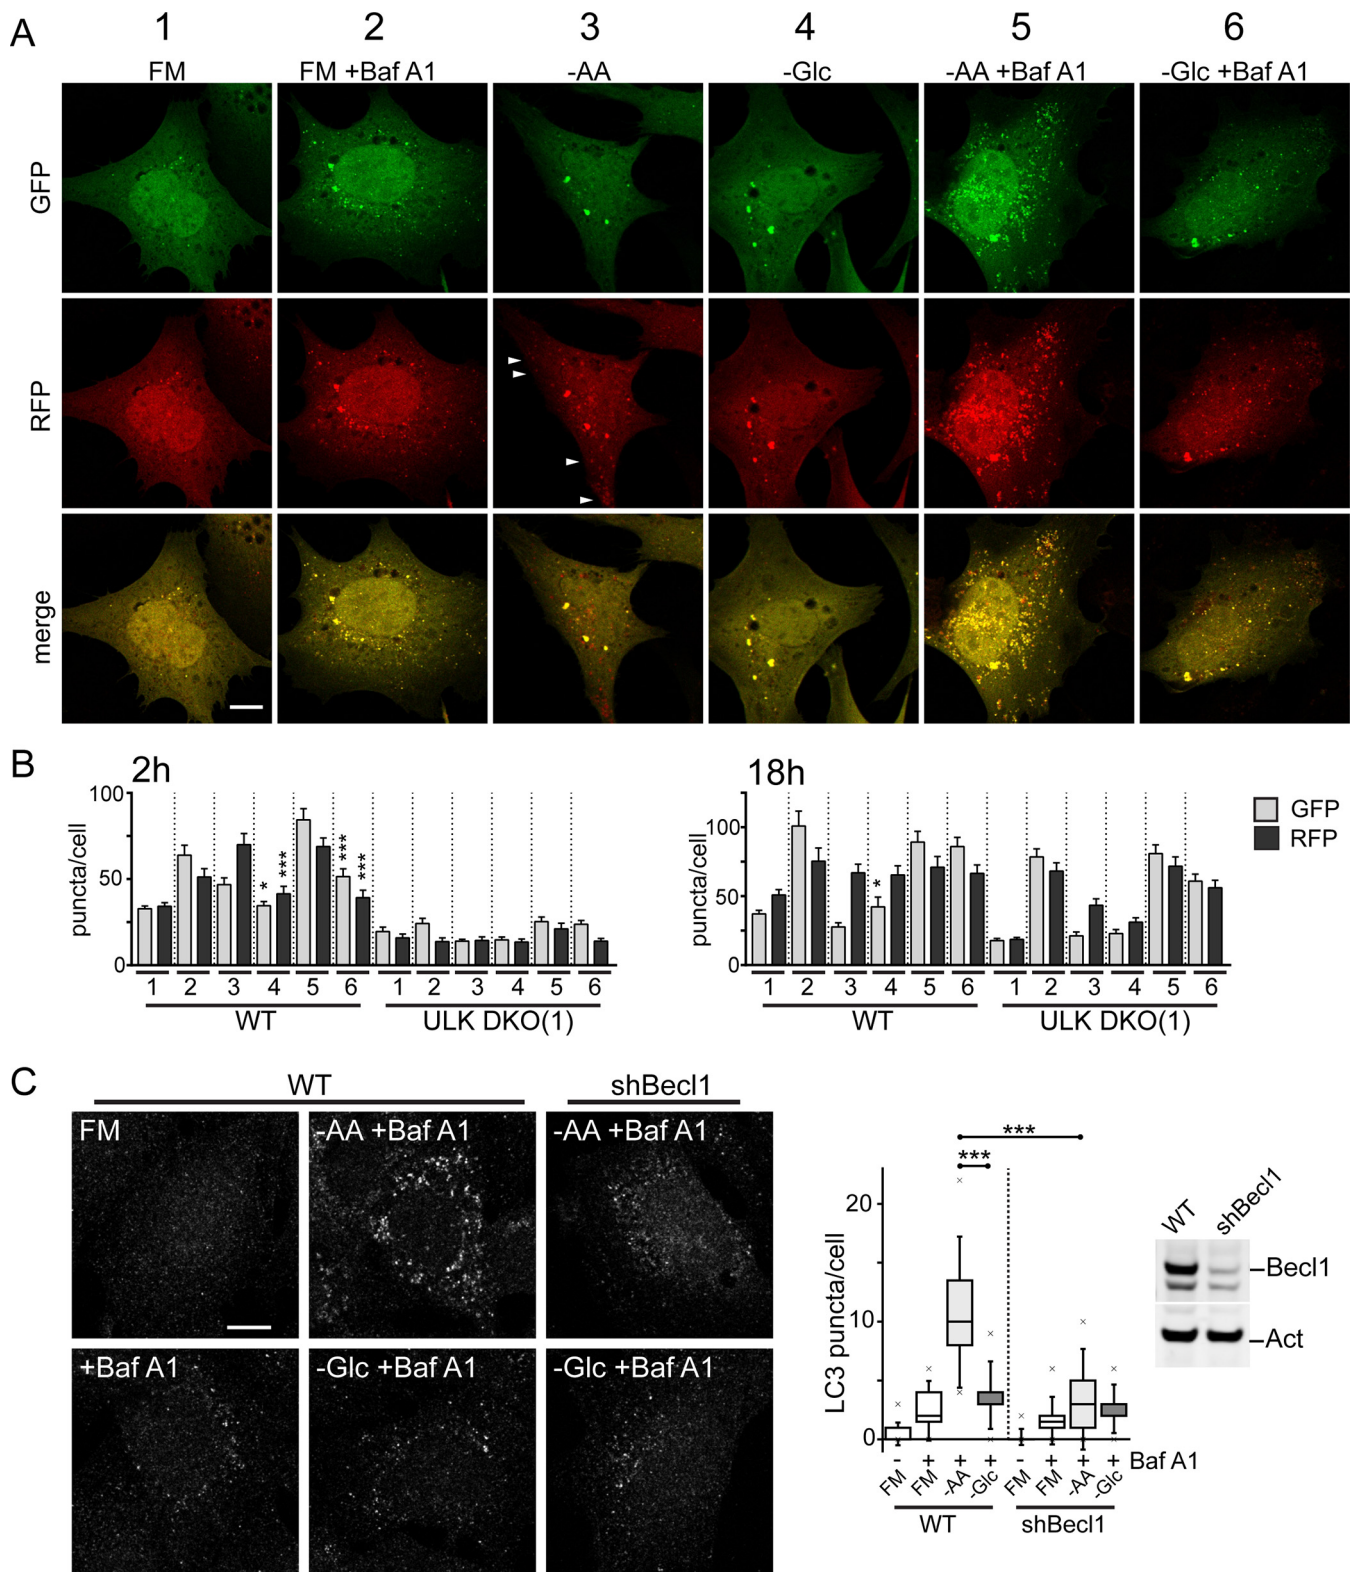 A
1 2 3 4 5 6
FM FM +Baf A1 -AA -Glc -AA +Baf A1 -Glc +Baf A1
GFP
RFP
merge
B
2h
100
50
0
puncta/cell
* *** *** ***
1 2 3 4 5 6 1 2 3 4 5 6
WT ULK DKO(1)
18h
100
50
0
puncta/cell
*
1 2 3 4 5 6 1 2 3 4 5 6
WT ULK DKO(1)
GFP
RFP
C
WT shBecl1
FM -AA +Baf A1 -AA +Baf A1
+Baf A1 -Glc +Baf A1 -Glc +Baf A1
***
***
20
10
0
LC3 puncta/cell
- + + + - + + + Baf A1
FM FM -AA -Glc FM FM -AA -Glc
WT shBecl1
WT shBecl1
–Becl1
–Act